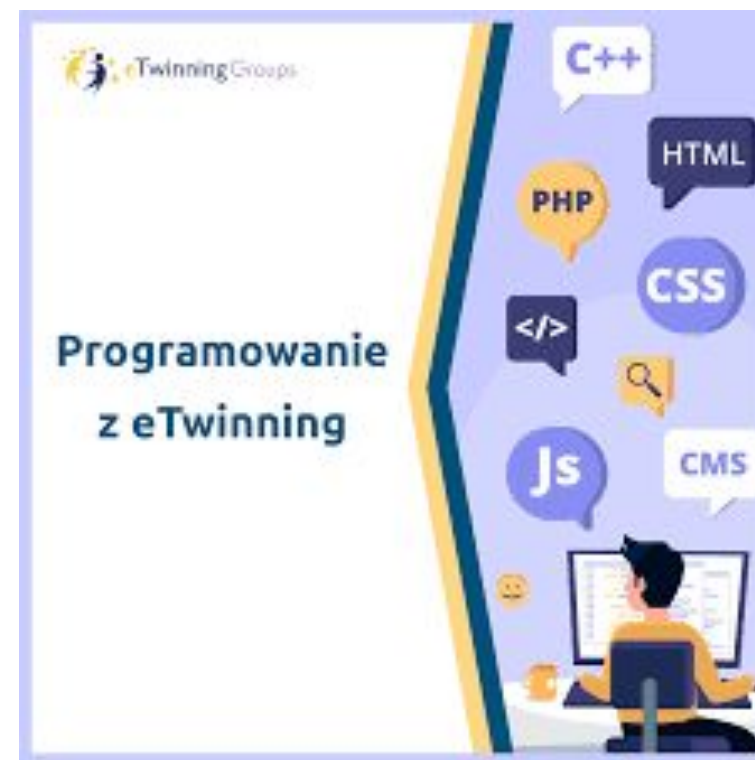 eTwinning Groups
Programowanie
z eTwinning
C++
HTML
PHP
CSS
</>
Js
CMS